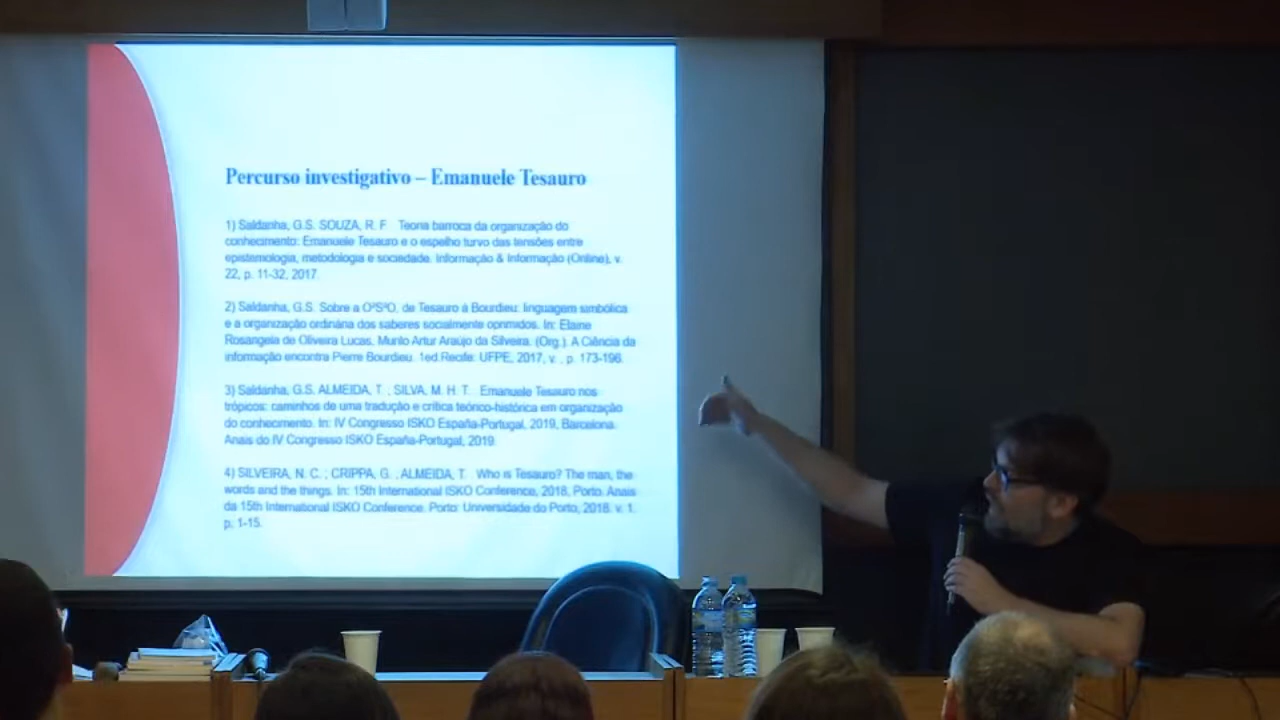 Percurso investigativo – Emanuele Tesauro
1) Saldanha, G.S. SOUZA, R. F. Teoria barroca da organização do
conhecimento: Emanuele Tesauro e o espelho turvo das tensões entre
epistemologia, metodologia e sociedade. Informação & Informação (Online), v.
22, p. 11-32, 2017.
2) Saldanha, G.S. Sobre a O²S²O, de Tesauro à Bourdieu: linguagem simbólica
e a organização ordinária dos saberes socialmente oprimidos. In: Elaine
Rosangela de Oliveira Lucas, Murilo Artur Araújo da Silveira. (Org.). A Ciência da
informação encontra Pierre Bourdieu. 1ed.Recife: UFPE, 2017, v. , p. 173-196.
3) Saldanha, G.S. ALMEIDA, T. ; SILVA, M. H. T. Emanuele Tesauro nos
trópicos: caminhos de uma tradução e crítica teórico-histórica em organização
do conhecimento. In: IV Congresso ISKO España-Portugal, 2019, Barcelona.
Anais do IV Congresso ISKO España-Portugal, 2019.
4) SILVEIRA, N. C. ; CRIPPA, G. ; ALMEIDA, T. Who is Tesauro? The man, the
words and the things. In: 15th International ISKO Conference, 2018, Porto. Anais
da 15th International ISKO Conference. Porto: Universidade do Porto, 2018. v. 1.
p. 1-15.